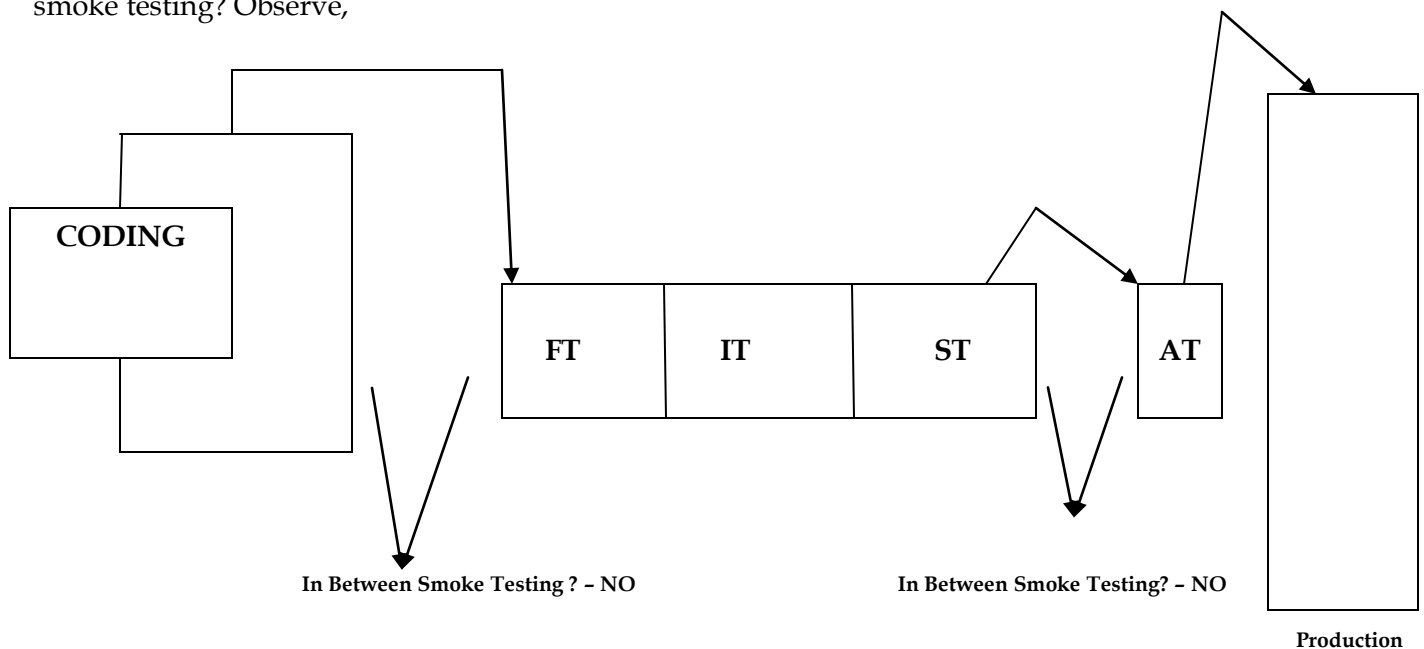 smoke testing? Observe,
CODING
FT IT ST AT
In Between Smoke Testing ? – NO
In Between Smoke Testing? – NO
Production